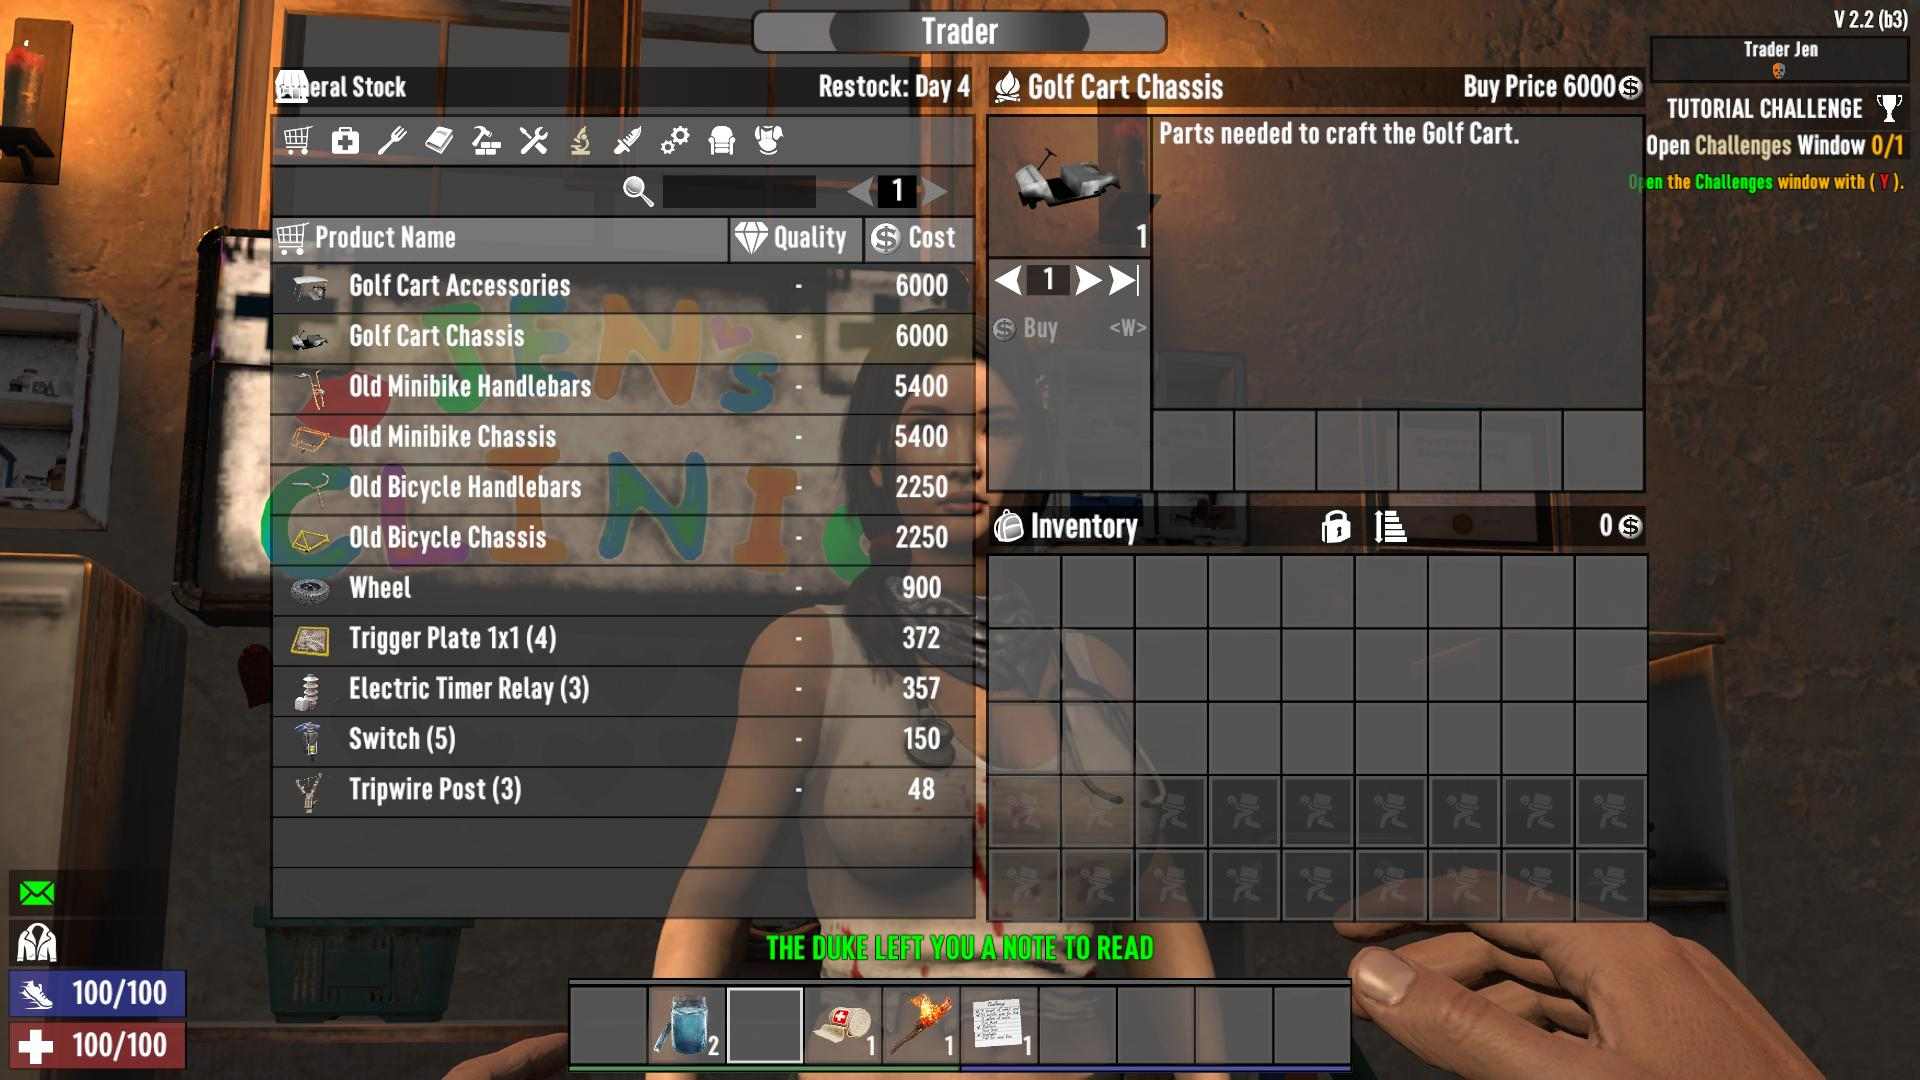 Trader
V 2.2 (b3)
Trader Jen
TUTORIAL CHALLENGE
Open Challenges Window 0/1
Open the Challenges window with ( Y ).
General Stock
Restock: Day 4
1
Product Name
Quality
Cost
Golf Cart Accessories - 6000
Golf Cart Chassis - 6000
Old Minibike Handlebars - 5400
Old Minibike Chassis - 5400
Old Bicycle Handlebars - 2250
Old Bicycle Chassis - 2250
Wheel - 900
Trigger Plate 1x1 (4) - 372
Electric Timer Relay (3) - 357
Switch (5) - 150
Tripwire Post (3) - 48
JEN's
CLINI
Golf Cart Chassis
Buy Price 6000
Parts needed to craft the Golf Cart.
1
1
Buy <W>
Inventory
0
THE DUKE LEFT YOU A NOTE TO READ
100/100
100/100
2
1
1
1